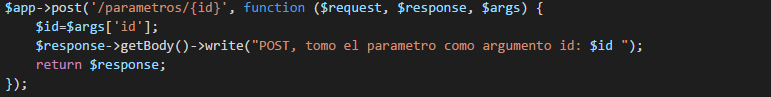 $app->post('/parametros/{id}', function ($request, $response, $args) {
    $id=$args['id'];
    $response->getBody()->write("POST, tomo el parametro como argumento id: $id ");
    return $response;
});